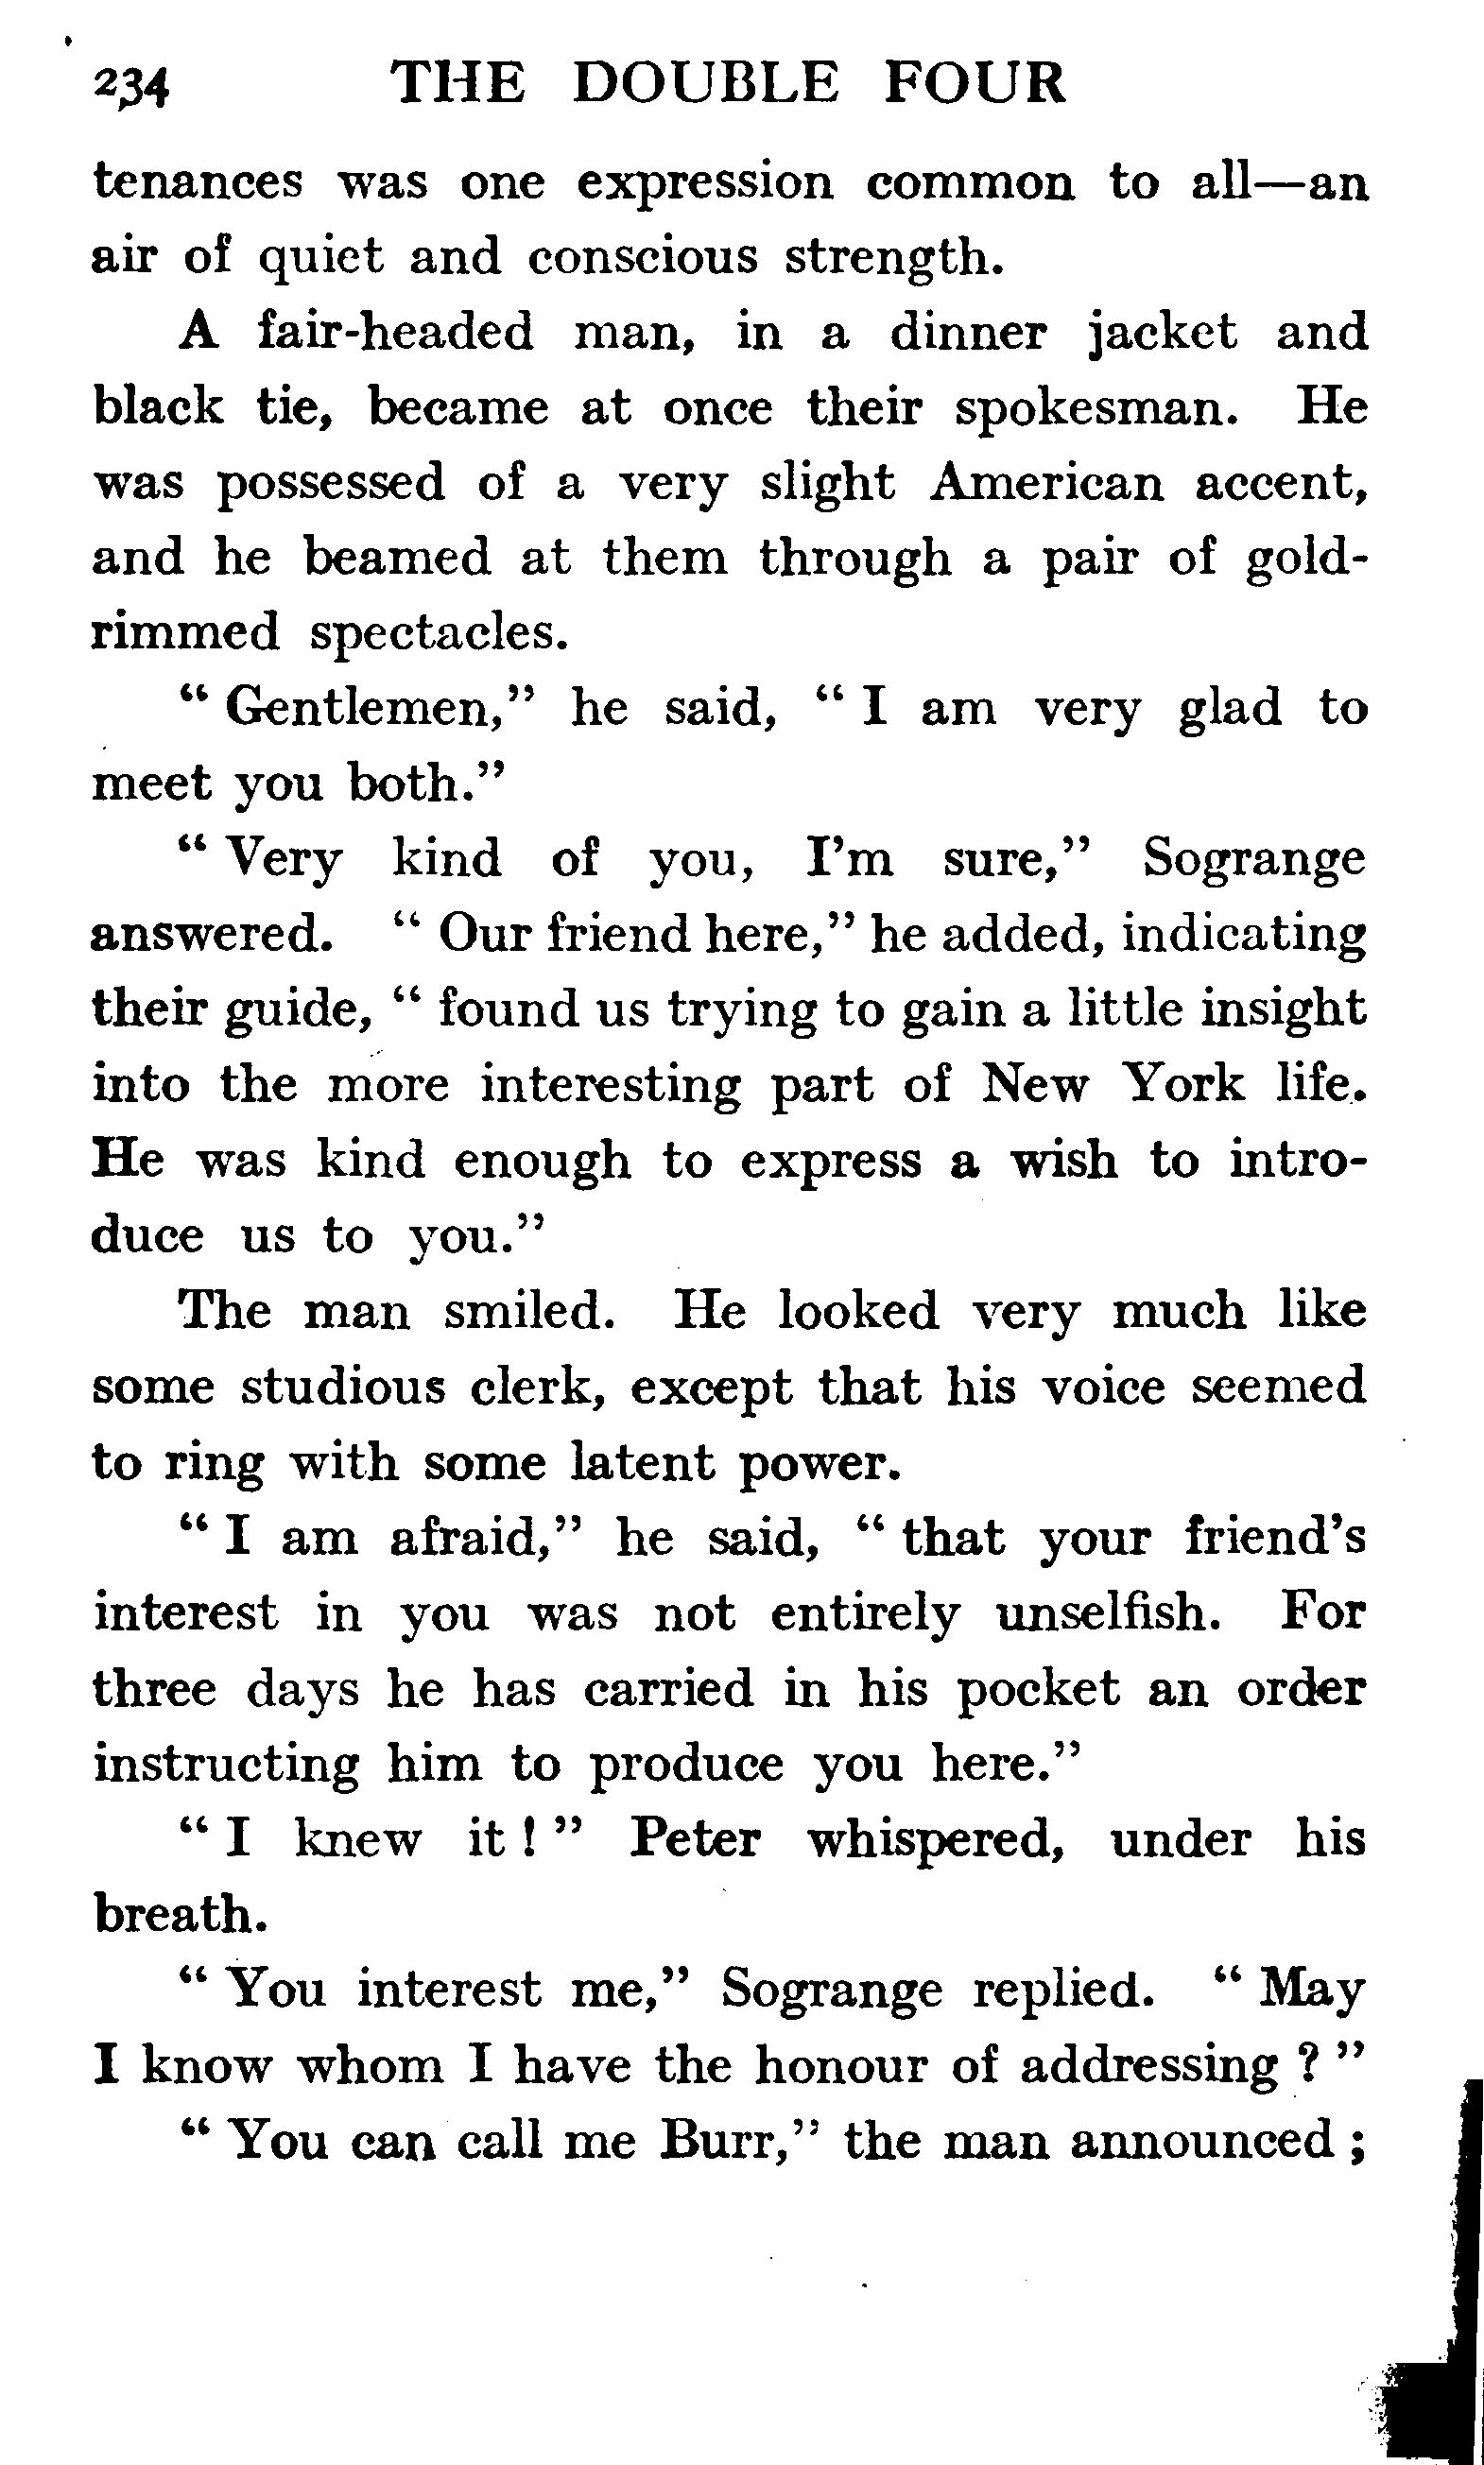 234 THE DOUBLE FOUR
tenances was one expression common to all—an
air of quiet and conscious strength.
A fair-headed man, in a dinner jacket and
black tie, became at once their spokesman. He
was possessed of a very slight American accent,
and he beamed at them through a pair of gold-
rimmed spectacles.
“ Gentlemen,” he said, “ I am very glad to
meet you both.”
“ Very kind of you, I’m sure,” Sogrange
answered. “ Our friend here,” he added, indicating
their guide, “ found us trying to gain a little insight
into the more interesting part of New York life.
He was kind enough to express a wish to intro-
duce us to you.”
The man smiled. He looked very much like
some studious clerk, except that his voice seemed
to ring with some latent power.
“ I am afraid,” he said, “ that your friend’s
interest in you was not entirely unselfish. For
three days he has carried in his pocket an order
instructing him to produce you here.”
“ I knew it ! ” Peter whispered, under his
breath.
“ You interest me,” Sogrange replied. “ May
I know whom I have the honour of addressing ? ”
“ You can call me Burr,” the man announced ;